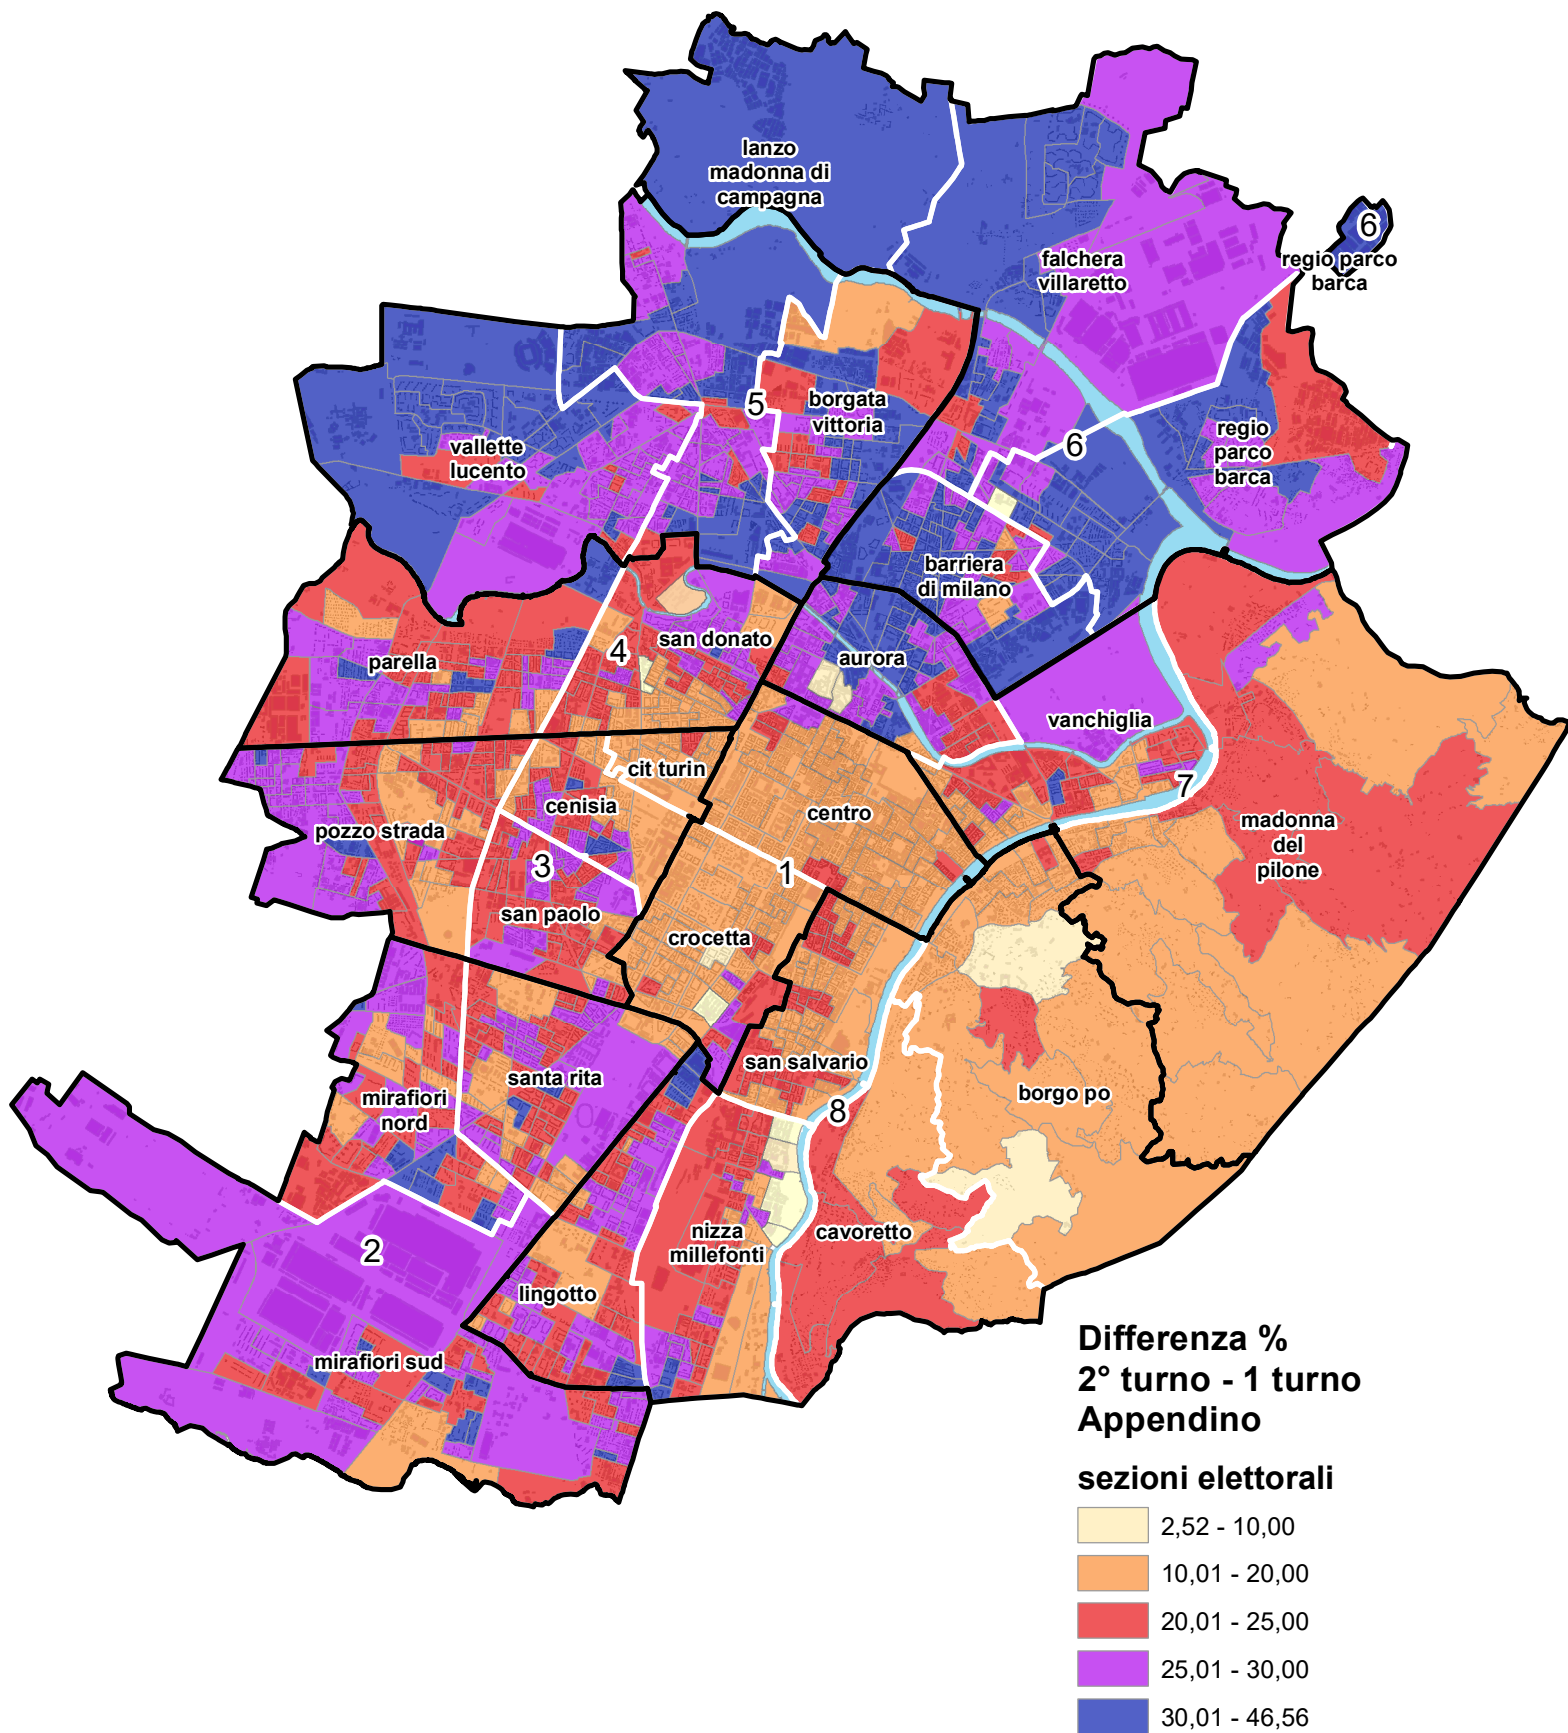 lanzo
madonna di
campagna
6
regio parco
barca
falchera
villaretto
5
borgata
vittoria
6
regio
parco
barca
vallette
lucento
barriera
di milano
san donato
4
parella
aurora
vanchiglia
cit turin
7
cenisia
centro
pozzo strada
madonna
del
pilone
3
1
san paolo
crocetta
san salvario
santa rita
borgo po
mirafiori
nord
8
cavoretto
nizza
millefonti
2
lingotto
mirafiori sud
Differenza %
2° turno - 1 turno
Appendino
sezioni elettorali
2,52 - 10,00
10,01 - 20,00
20,01 - 25,00
25,01 - 30,00
30,01 - 46,56